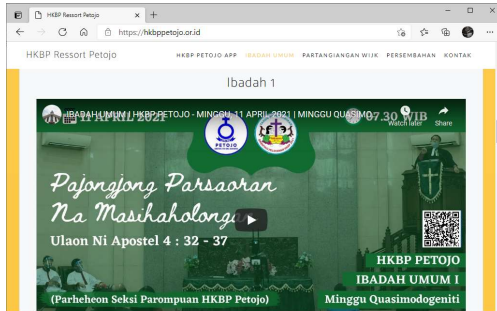 HKBP Ressort Petojo
https://hkbppetojo.or.id
HKBP Ressort Petojo
HKBP PETOJO APP IBADAH UMUM PARTANGIANGAN WIJK PERSEMBAHAN KONTAK
Ibadah 1
IBADAH UMUM I HKBP PETOJO - MINGGU, 11 APRIL 2021 | MINGGU QUASIMO...
11 APRIL 2021
07.30 WIB
Watch later
Share
PETOJO
Pajongjong Parsaoran
Na Masihaholongan
Ulaon Ni Apostel 4 : 32 - 37
HKBP PETOJO
IBADAH UMUM I
(Parheheon Seksi Parompuan HKBP Petojo)
Minggu Quasimodogeniti